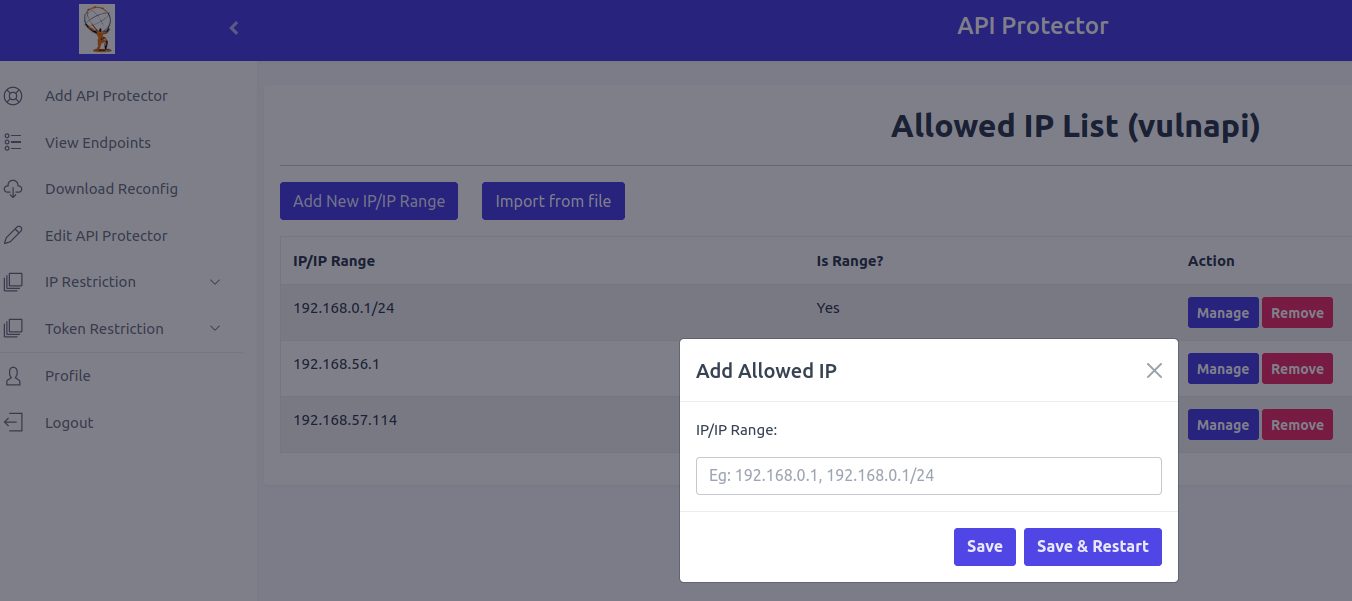 API Protector
Add API Protector
View Endpoints
Download Reconfig
Edit API Protector
IP Restriction
Token Restriction
Profile
Logout
Allowed IP List (vulnapi)
Add New IP/IP Range Import from file
IP/IP Range Is Range? Action
192.168.0.1/24 Yes Manage Remove
192.168.56.1 Manage Remove
192.168.57.114 Manage Remove
Add Allowed IP
IP/IP Range:
Eg: 192.168.0.1, 192.168.0.1/24
Save Save & Restart